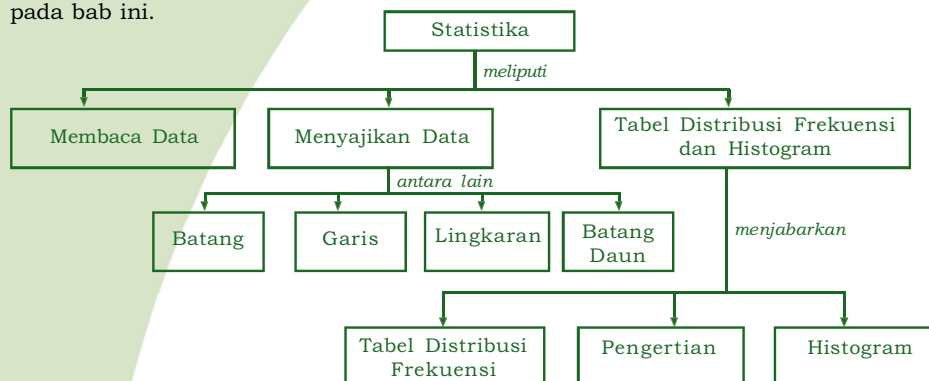 pada bab ini.
Statistika
meliputi
Membaca Data
Menyajikan Data
Tabel Distribusi Frekuensi
dan Histogram
antara lain
Batang
Garis
Lingkaran
Batang
Daun
menjabarkan
Tabel Distribusi
Frekuensi
Pengertian
Histogram